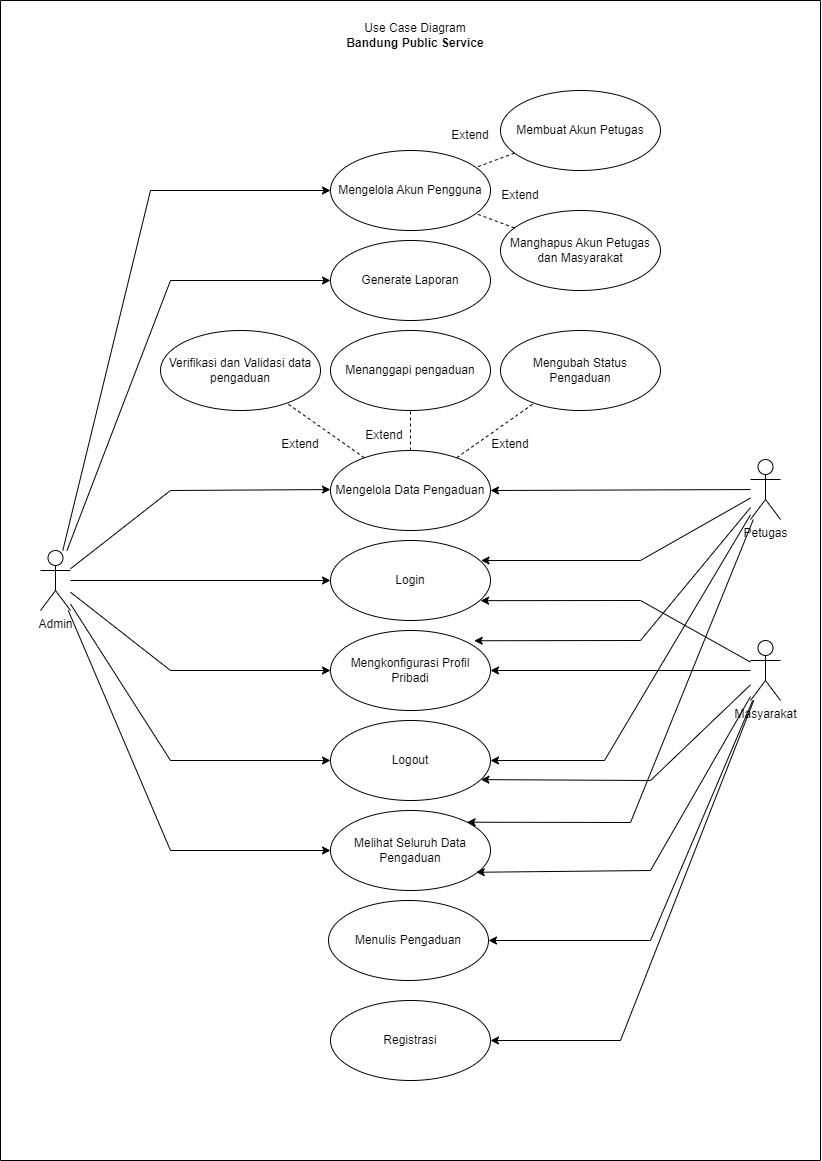 Use Case Diagram
Bandung Public Service
Membuat Akun Petugas
Extend
Mengelola Akun Pengguna
Extend
Manghapus Akun Petugas
dan Masyarakat
Generate Laporan
Verifikasi dan Validasi data
pengaduan
Menanggapi pengaduan
Mengubah Status
Pengaduan
Extend
Extend
Extend
Mengelola Data Pengaduan
Petugas
Login
Admin
Mengkonfigurasi Profil
Pribadi
Masyarakat
Logout
Melihat Seluruh Data
Pengaduan
Menulis Pengaduan
Registrasi